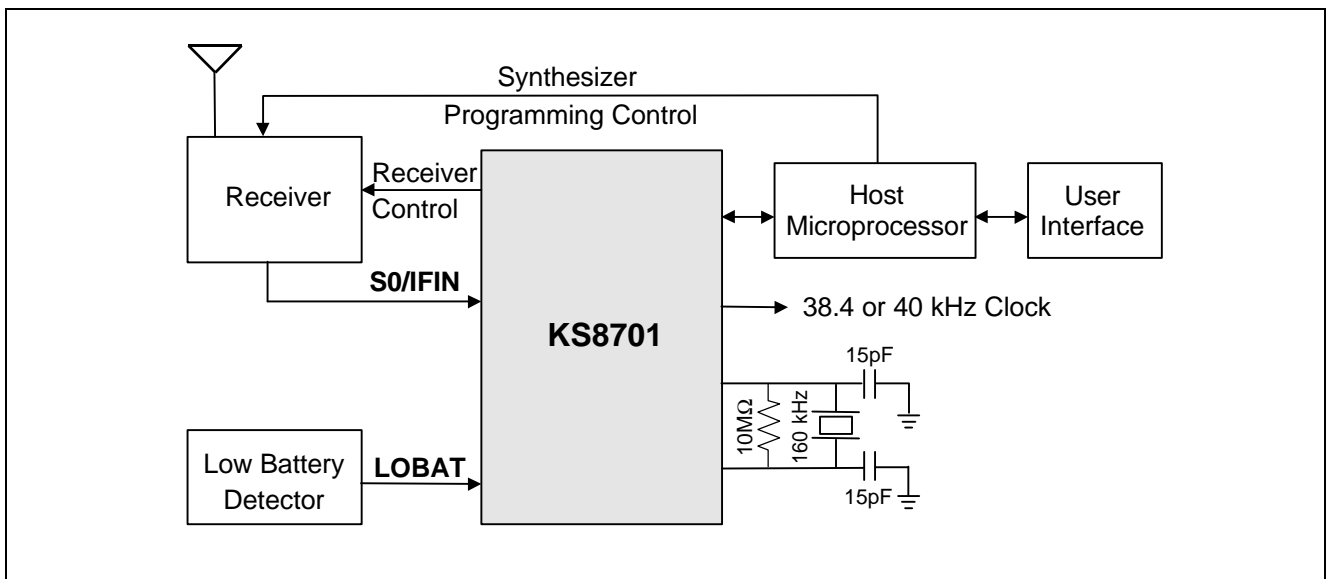 Synthesizer
Programming Control
Receiver
Receiver
Control
Host
Microprocessor
User
Interface
S0/IFIN
KS8701
38.4 or 40 kHz Clock
15pF
10MΩ
160 kHz
15pF
Low Battery
Detector
LOBAT